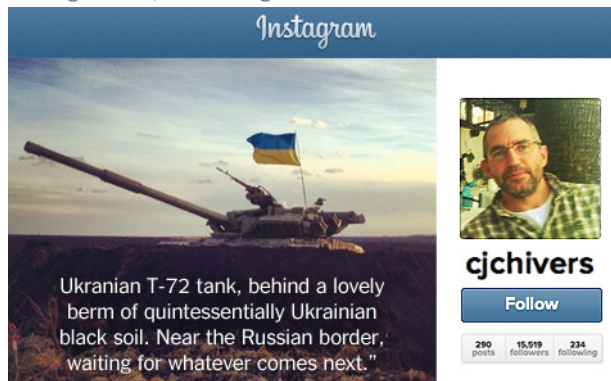 Instagram
Ukranian T-72 tank, behind a lovely
berm of quintessentially Ukrainian
black soil. Near the Russian border,
waiting for whatever comes next.”
cjchivers
Follow
290 15,519 234
posts followers following